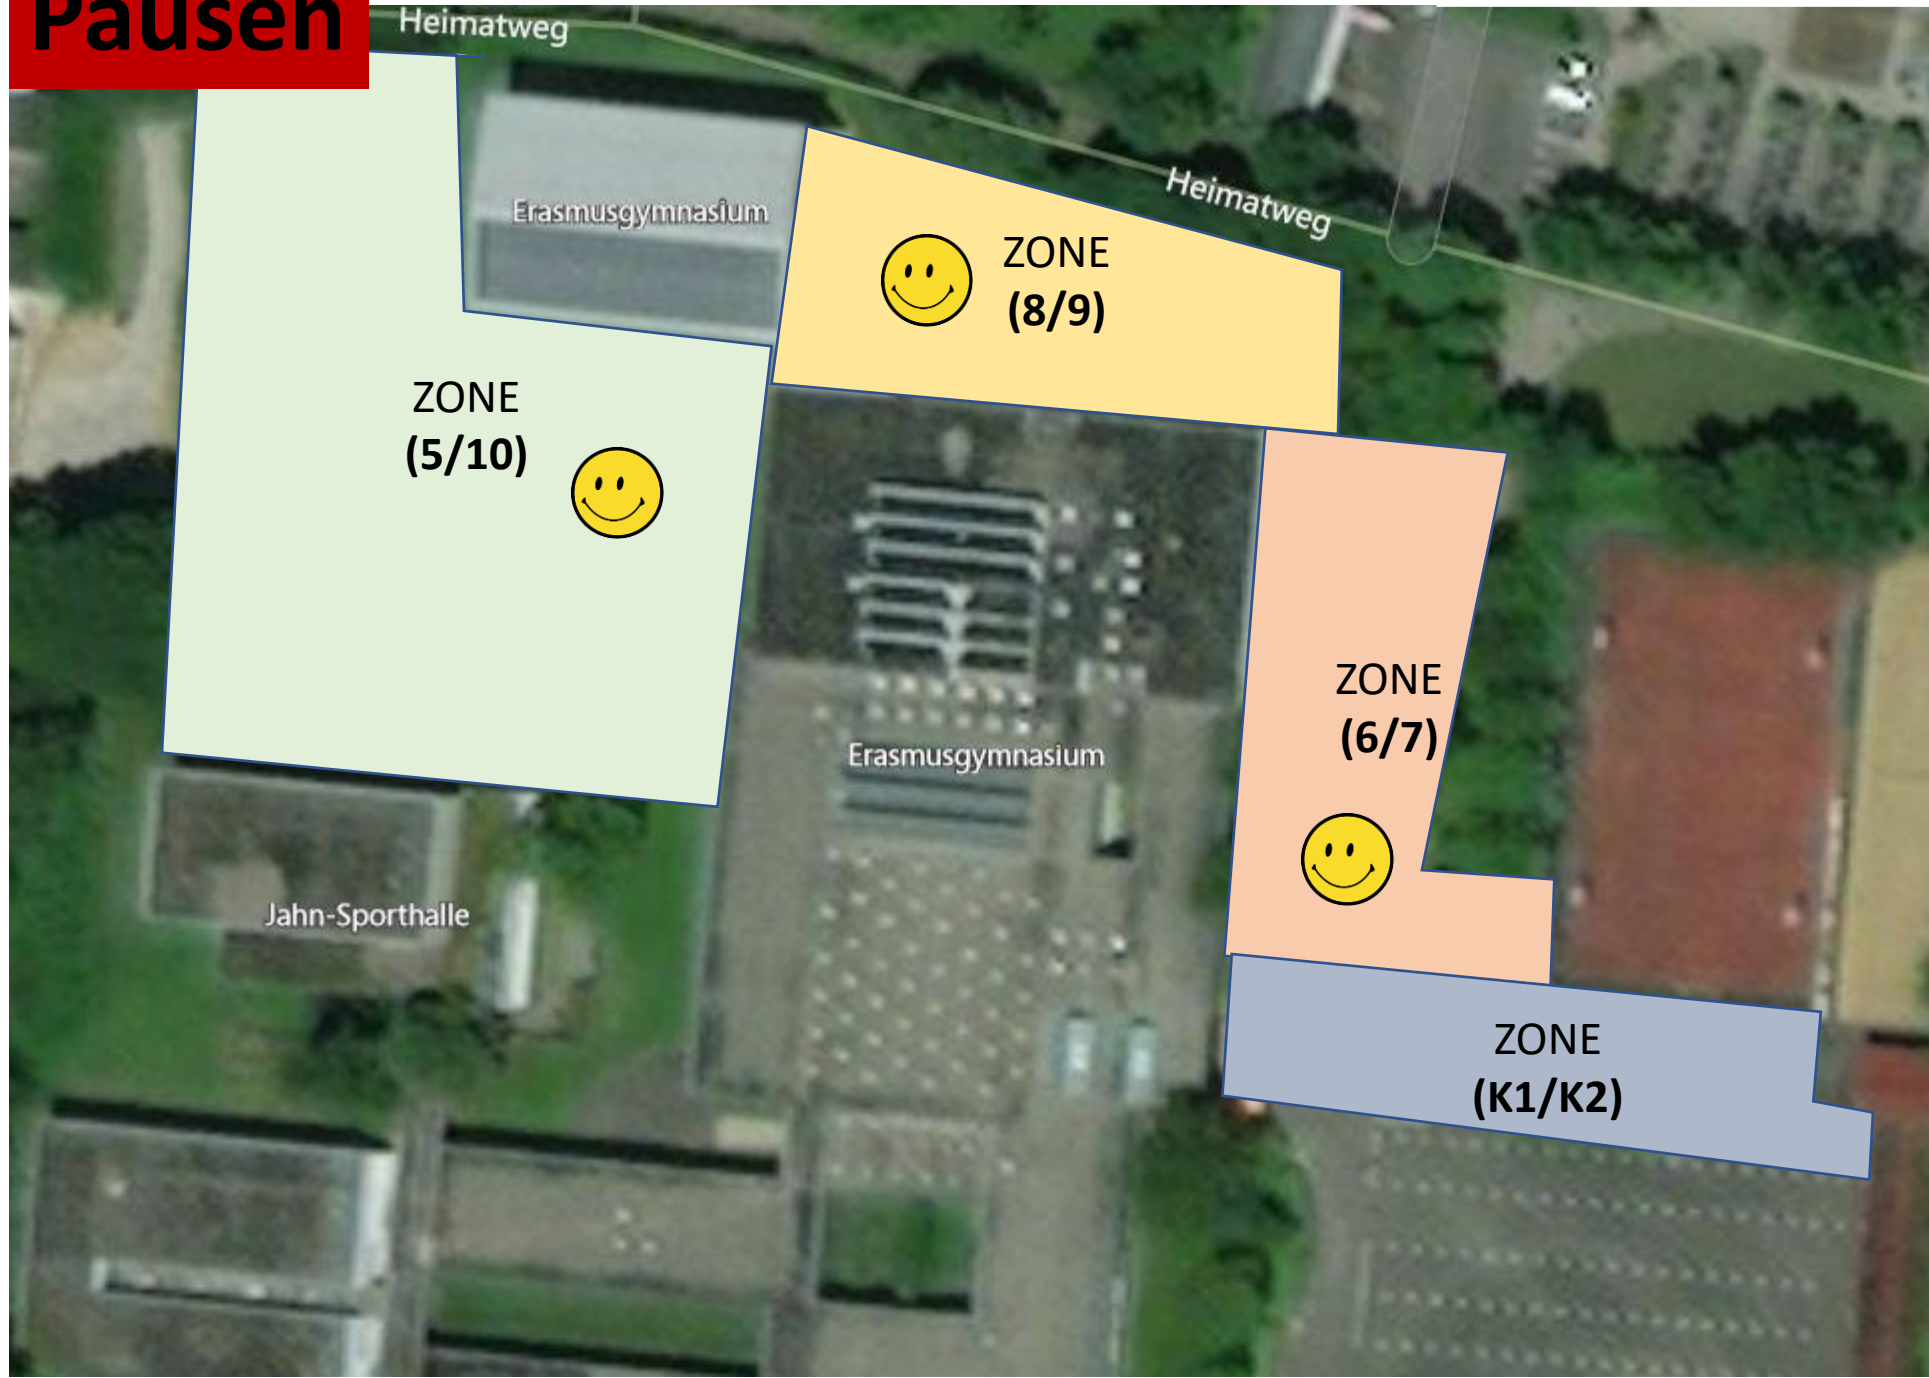 Pausen
Heimatweg
Erasmusgymnasium
Heimatweg
ZONE
(8/9)
ZONE
(5/10)
ZONE
(6/7)
Erasmusgymnasium
Jahn-Sporthalle
ZONE
(K1/K2)